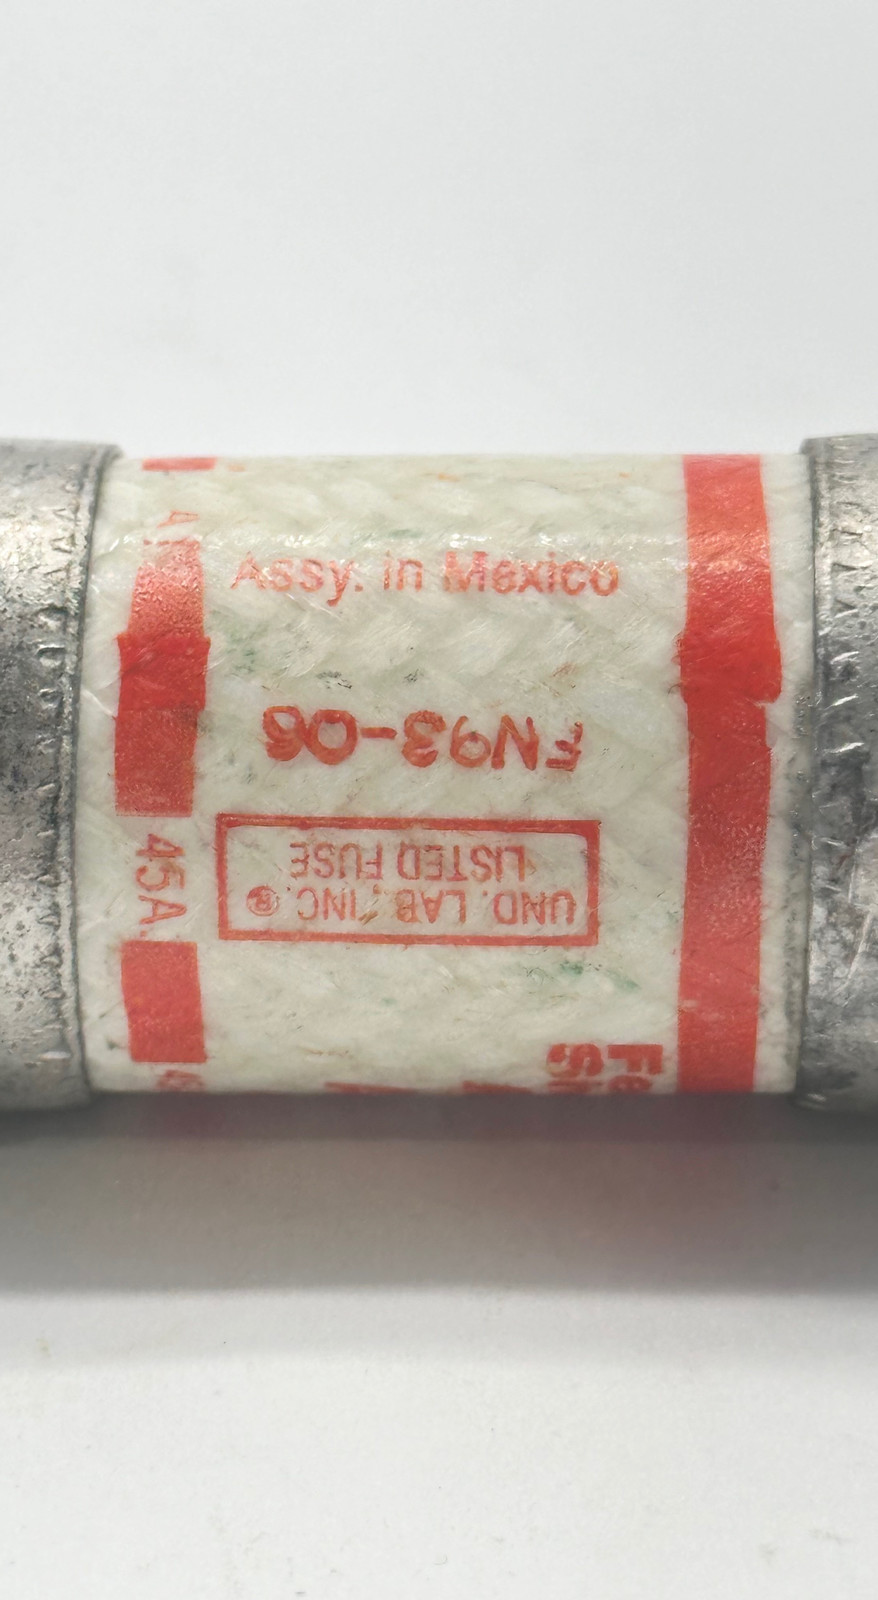 Assy. in Mexico
FN93-06
UND. LAB. INC.®
LISTED FUSE
45A